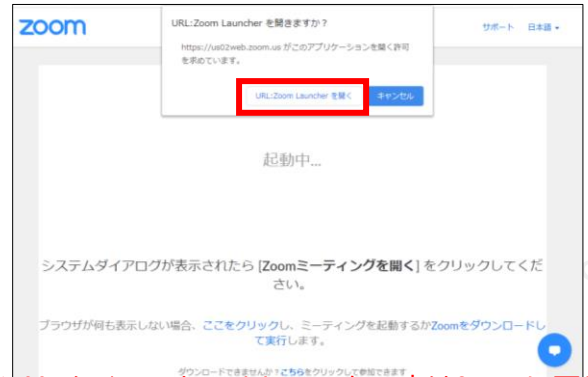 zoom
サポート 日本語
URL:Zoom Launcher を開きますか？
https://us02web.zoom.us がこのアプリケーションを開く許可
を求めています。
URL:Zoom Launcher を開く キャンセル
起動中...
システムダイアログが表示されたら [Zoomミーティングを開く] をクリックしてくだ
さい。
ブラウザが何も表示しない場合、ここをクリックし、ミーティングを起動するかZoomをダウンロードし
て実行します。
ダウンロードできませんか？こちらをクリックして参加できます